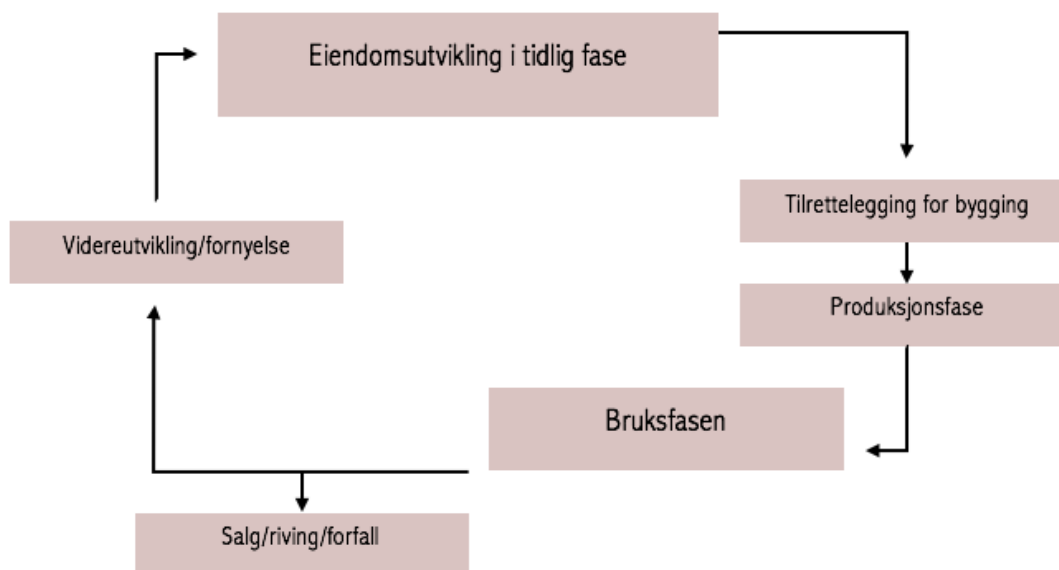 Eiendomsutvikling i tidlig fase
Tilrettelegging for bygging
Videreutvikling/fornyelse
Produksjonsfase
Bruksfasen
Salg/riving/forfall